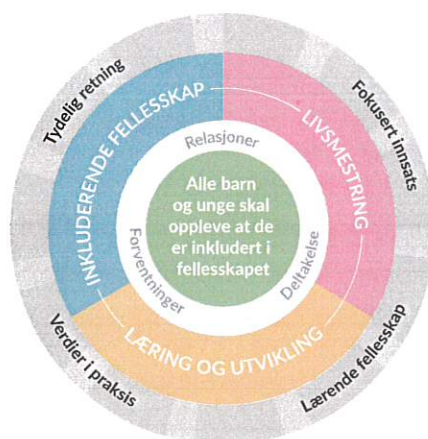 Tydelig retning
Fokusert innsats
INKLUDERENDE FELLESSKAP
LIVSMESTRING
Relasjoner
Alle barn
og unge skal
oppleve at de
er inkludert i
fellesskapet
Forventninger
Deltakelse
LÆRING OG UTVIKLING
Verdier i praksis
Lærende fellesskap